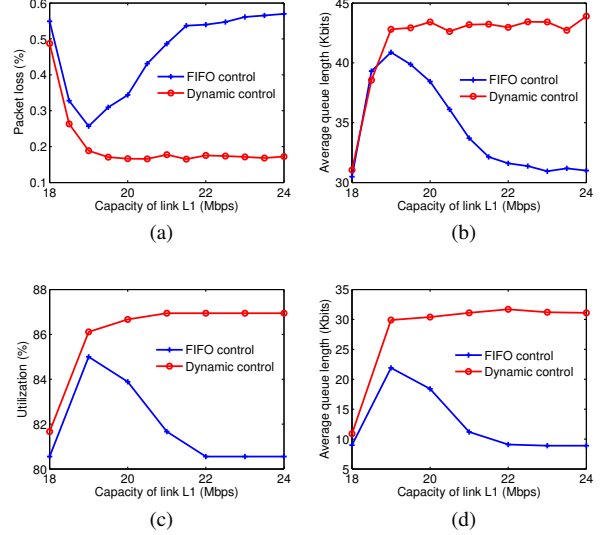 0.6
0.5
0.4
0.3
0.2
0.1
Packet loss (%)
FIFO control
Dynamic control
18 20 22 24
Capacity of link L1 (Mbps)
(a)
45
40
35
30
Average queue length (Kbits)
FIFO control
Dynamic control
18 20 22 24
Capacity of link L1 (Mbps)
(b)
88
86
84
82
80
Utilization (%)
FIFO control
Dynamic control
18 20 22 24
Capacity of link L1 (Mbps)
(c)
35
30
25
20
15
10
5
Average queue length (Kbits)
FIFO control
Dynamic control
18 20 22 24
Capacity of link L1 (Mbps)
(d)